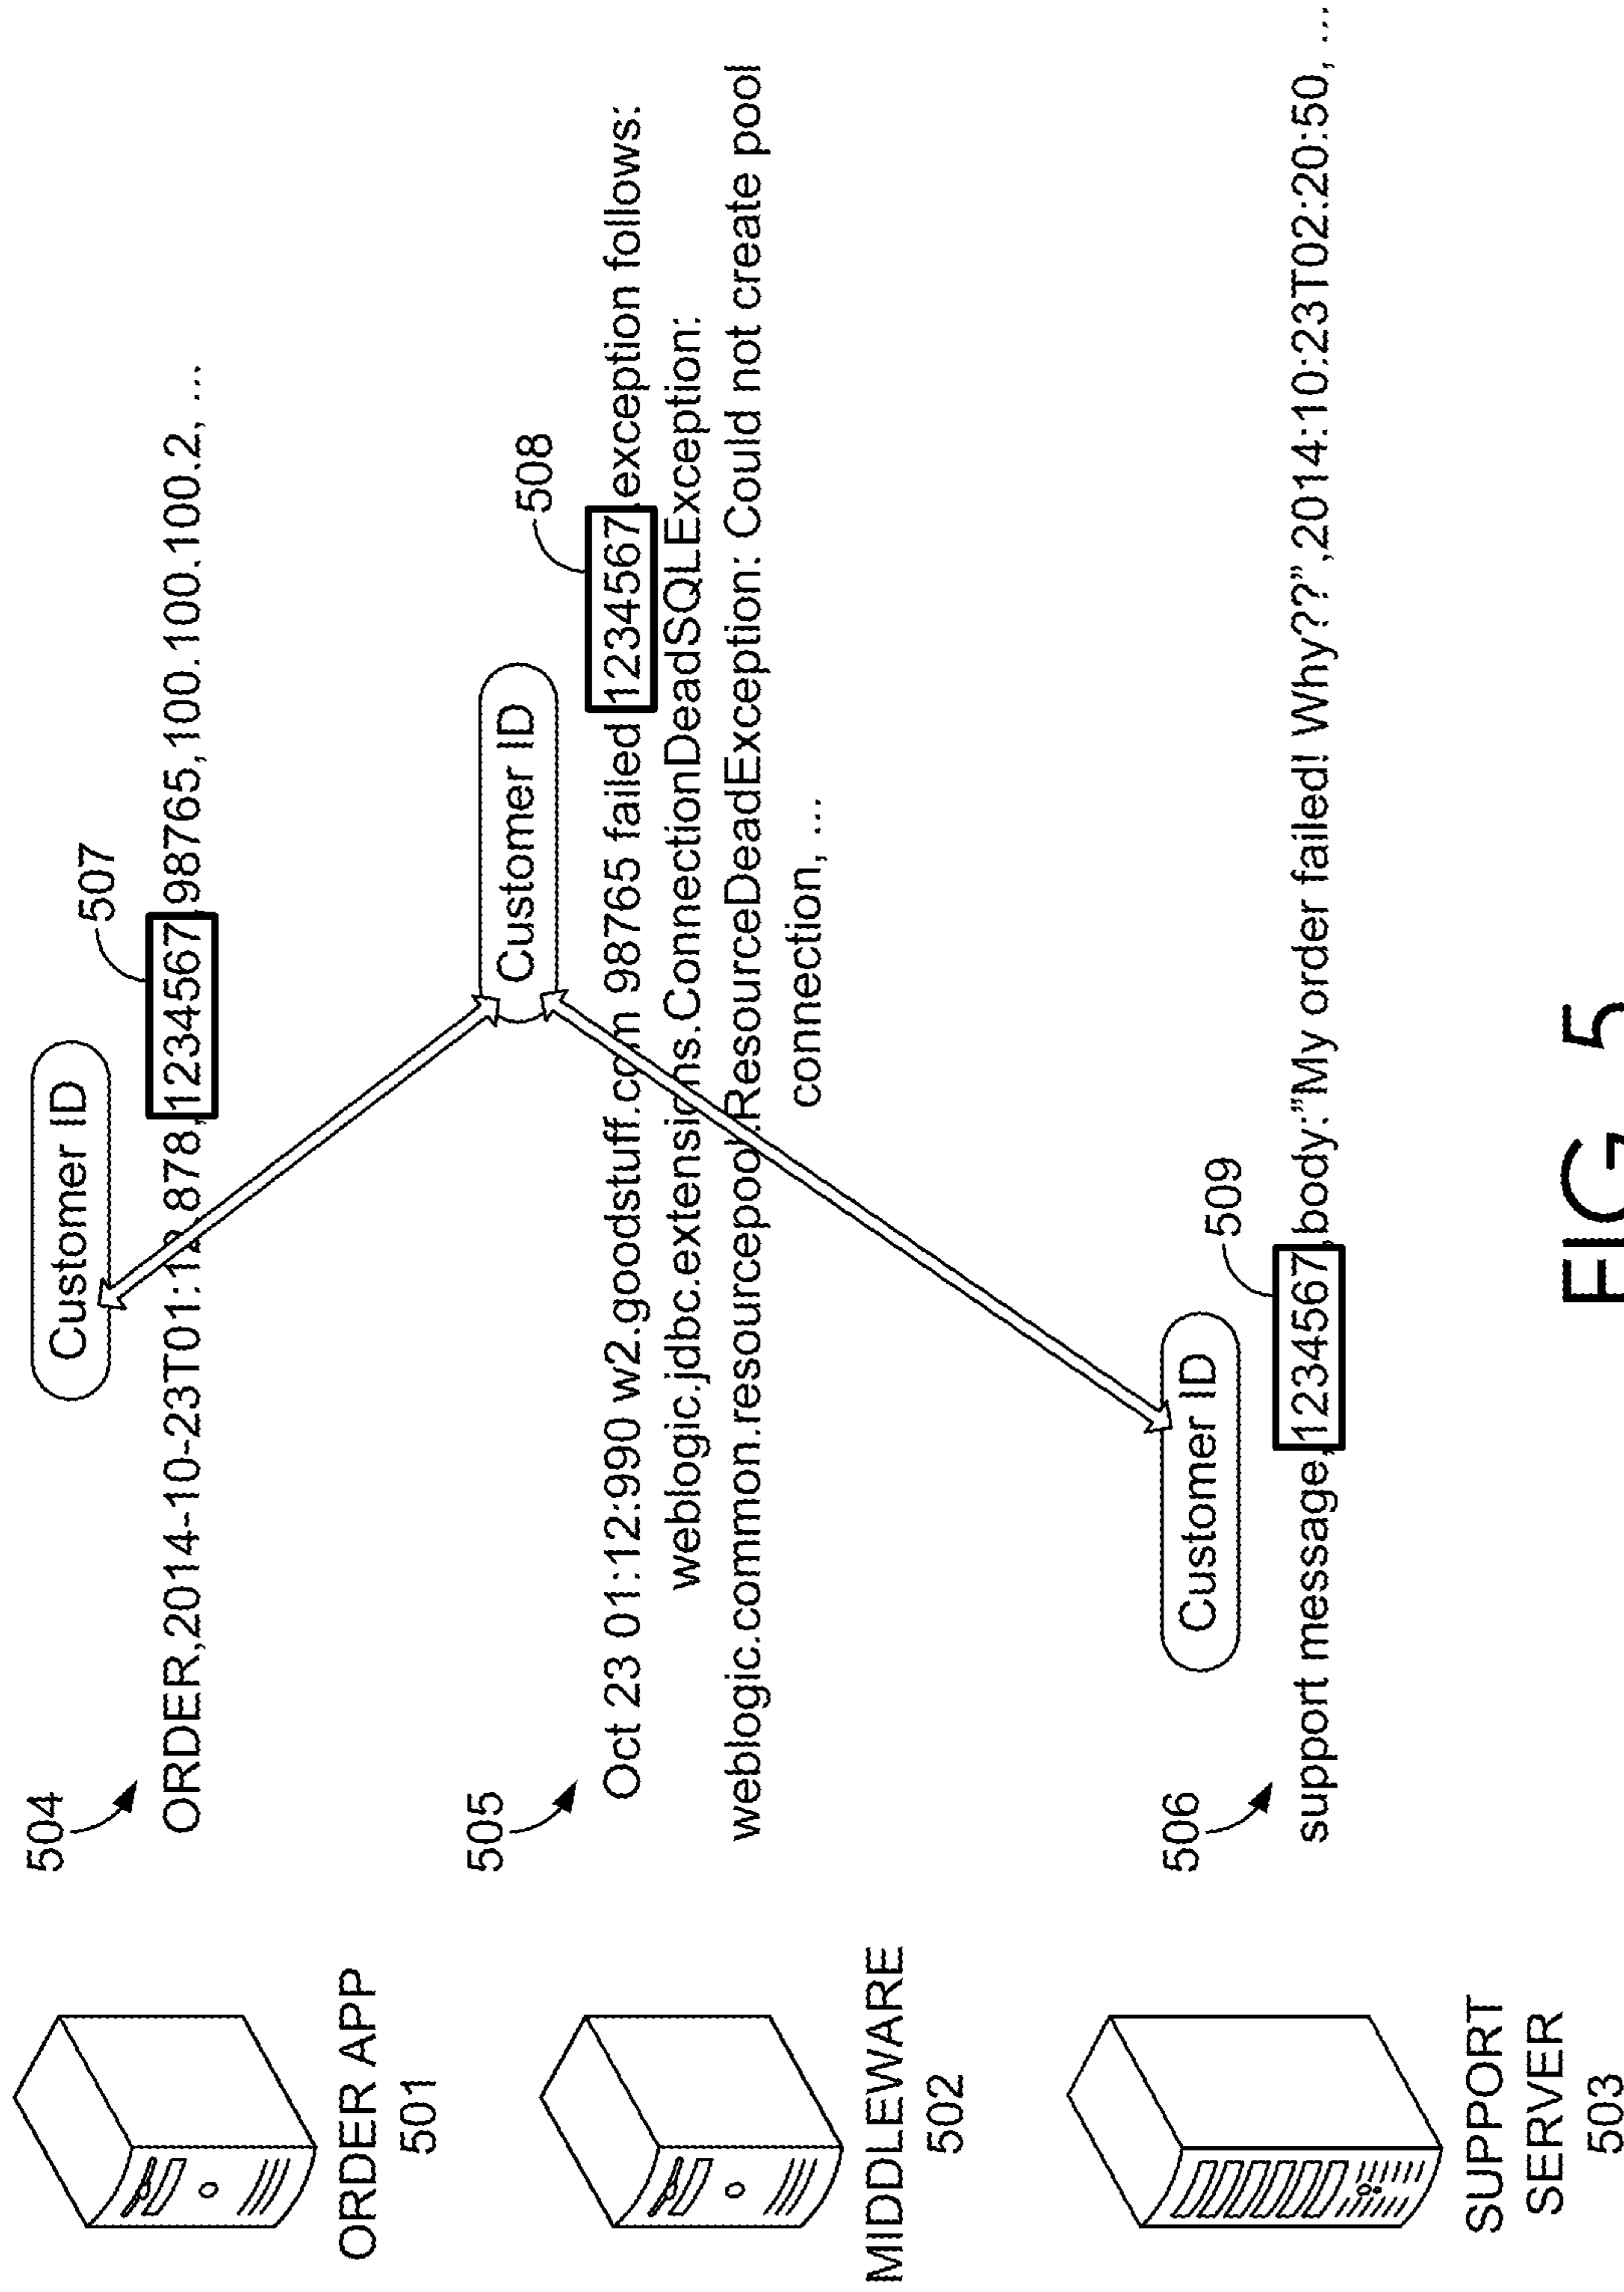 504
Customer ID
507
ORDER,2014-10-23T01:12.878,1234567,98765,100.100.100.2, ...
ORDER APP
501
505
Customer ID
508
Oct 23 01:12:990 w2.goodstuff.com 98765 failed 1234567,exception follows:
weblogic.jdbc.extensions.ConnectionDeadSQLException:
weblogic.common.resourcepool.ResourceDeadException: Could not create pool
connection, ...
MIDDLEWARE
502
506
Customer ID
509
support message,1234567,body:"My order failed! Why??",2014:10:23T02:20:50, ...
SUPPORT
SERVER
503
FIG. 5